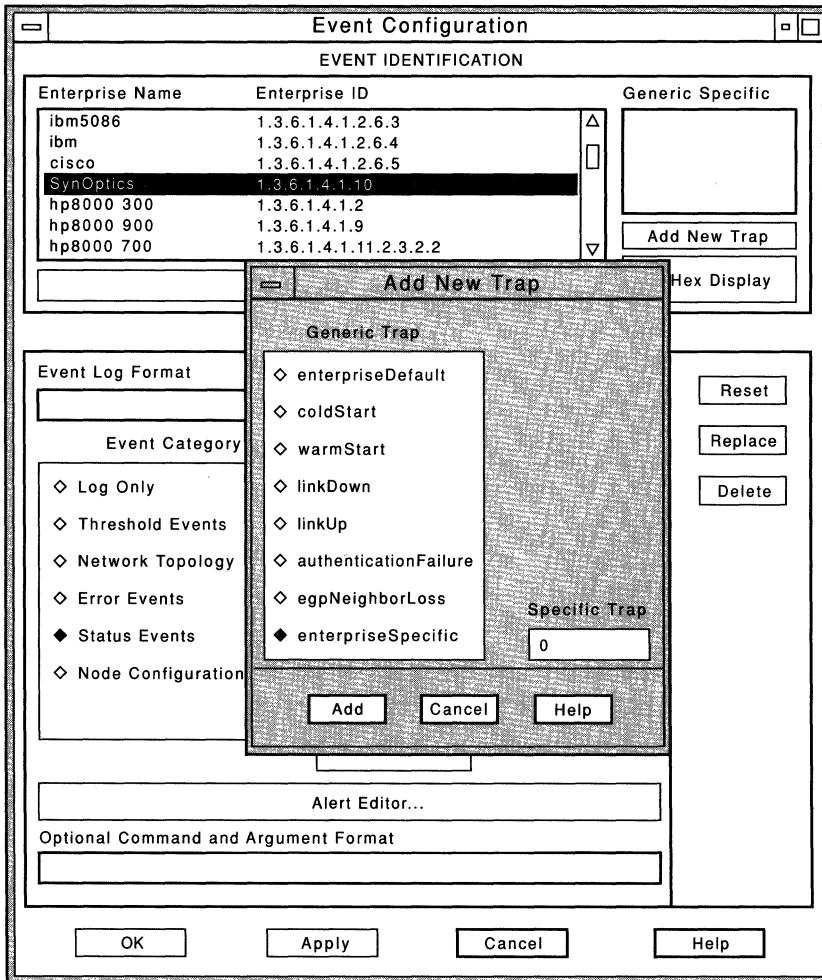 Event Configuration
EVENT IDENTIFICATION
Enterprise Name Enterprise ID Generic Specific
ibm5086 1.3.6.1.4.1.2.6.3
ibm 1.3.6.1.4.1.2.6.4
cisco 1.3.6.1.4.1.2.6.5
SynOptics 1.3.6.1.4.1.10
hp8000 300 1.3.6.1.4.1.2
hp8000 900 1.3.6.1.4.1.9
hp8000 700 1.3.6.1.4.1.11.2.3.2.2
Add New Trap
Hex Display
Add New Trap
Generic Trap
enterpriseDefault
coldStart
warmStart
linkDown
linkUp
authenticationFailure
egpNeighborLoss
enterpriseSpecific
Specific Trap
0
Add Cancel Help
Event Log Format
Event Category
Log Only
Threshold Events
Network Topology
Error Events
Status Events
Node Configuration
Reset
Replace
Delete
Alert Editor...
Optional Command and Argument Format
OK Apply Cancel Help